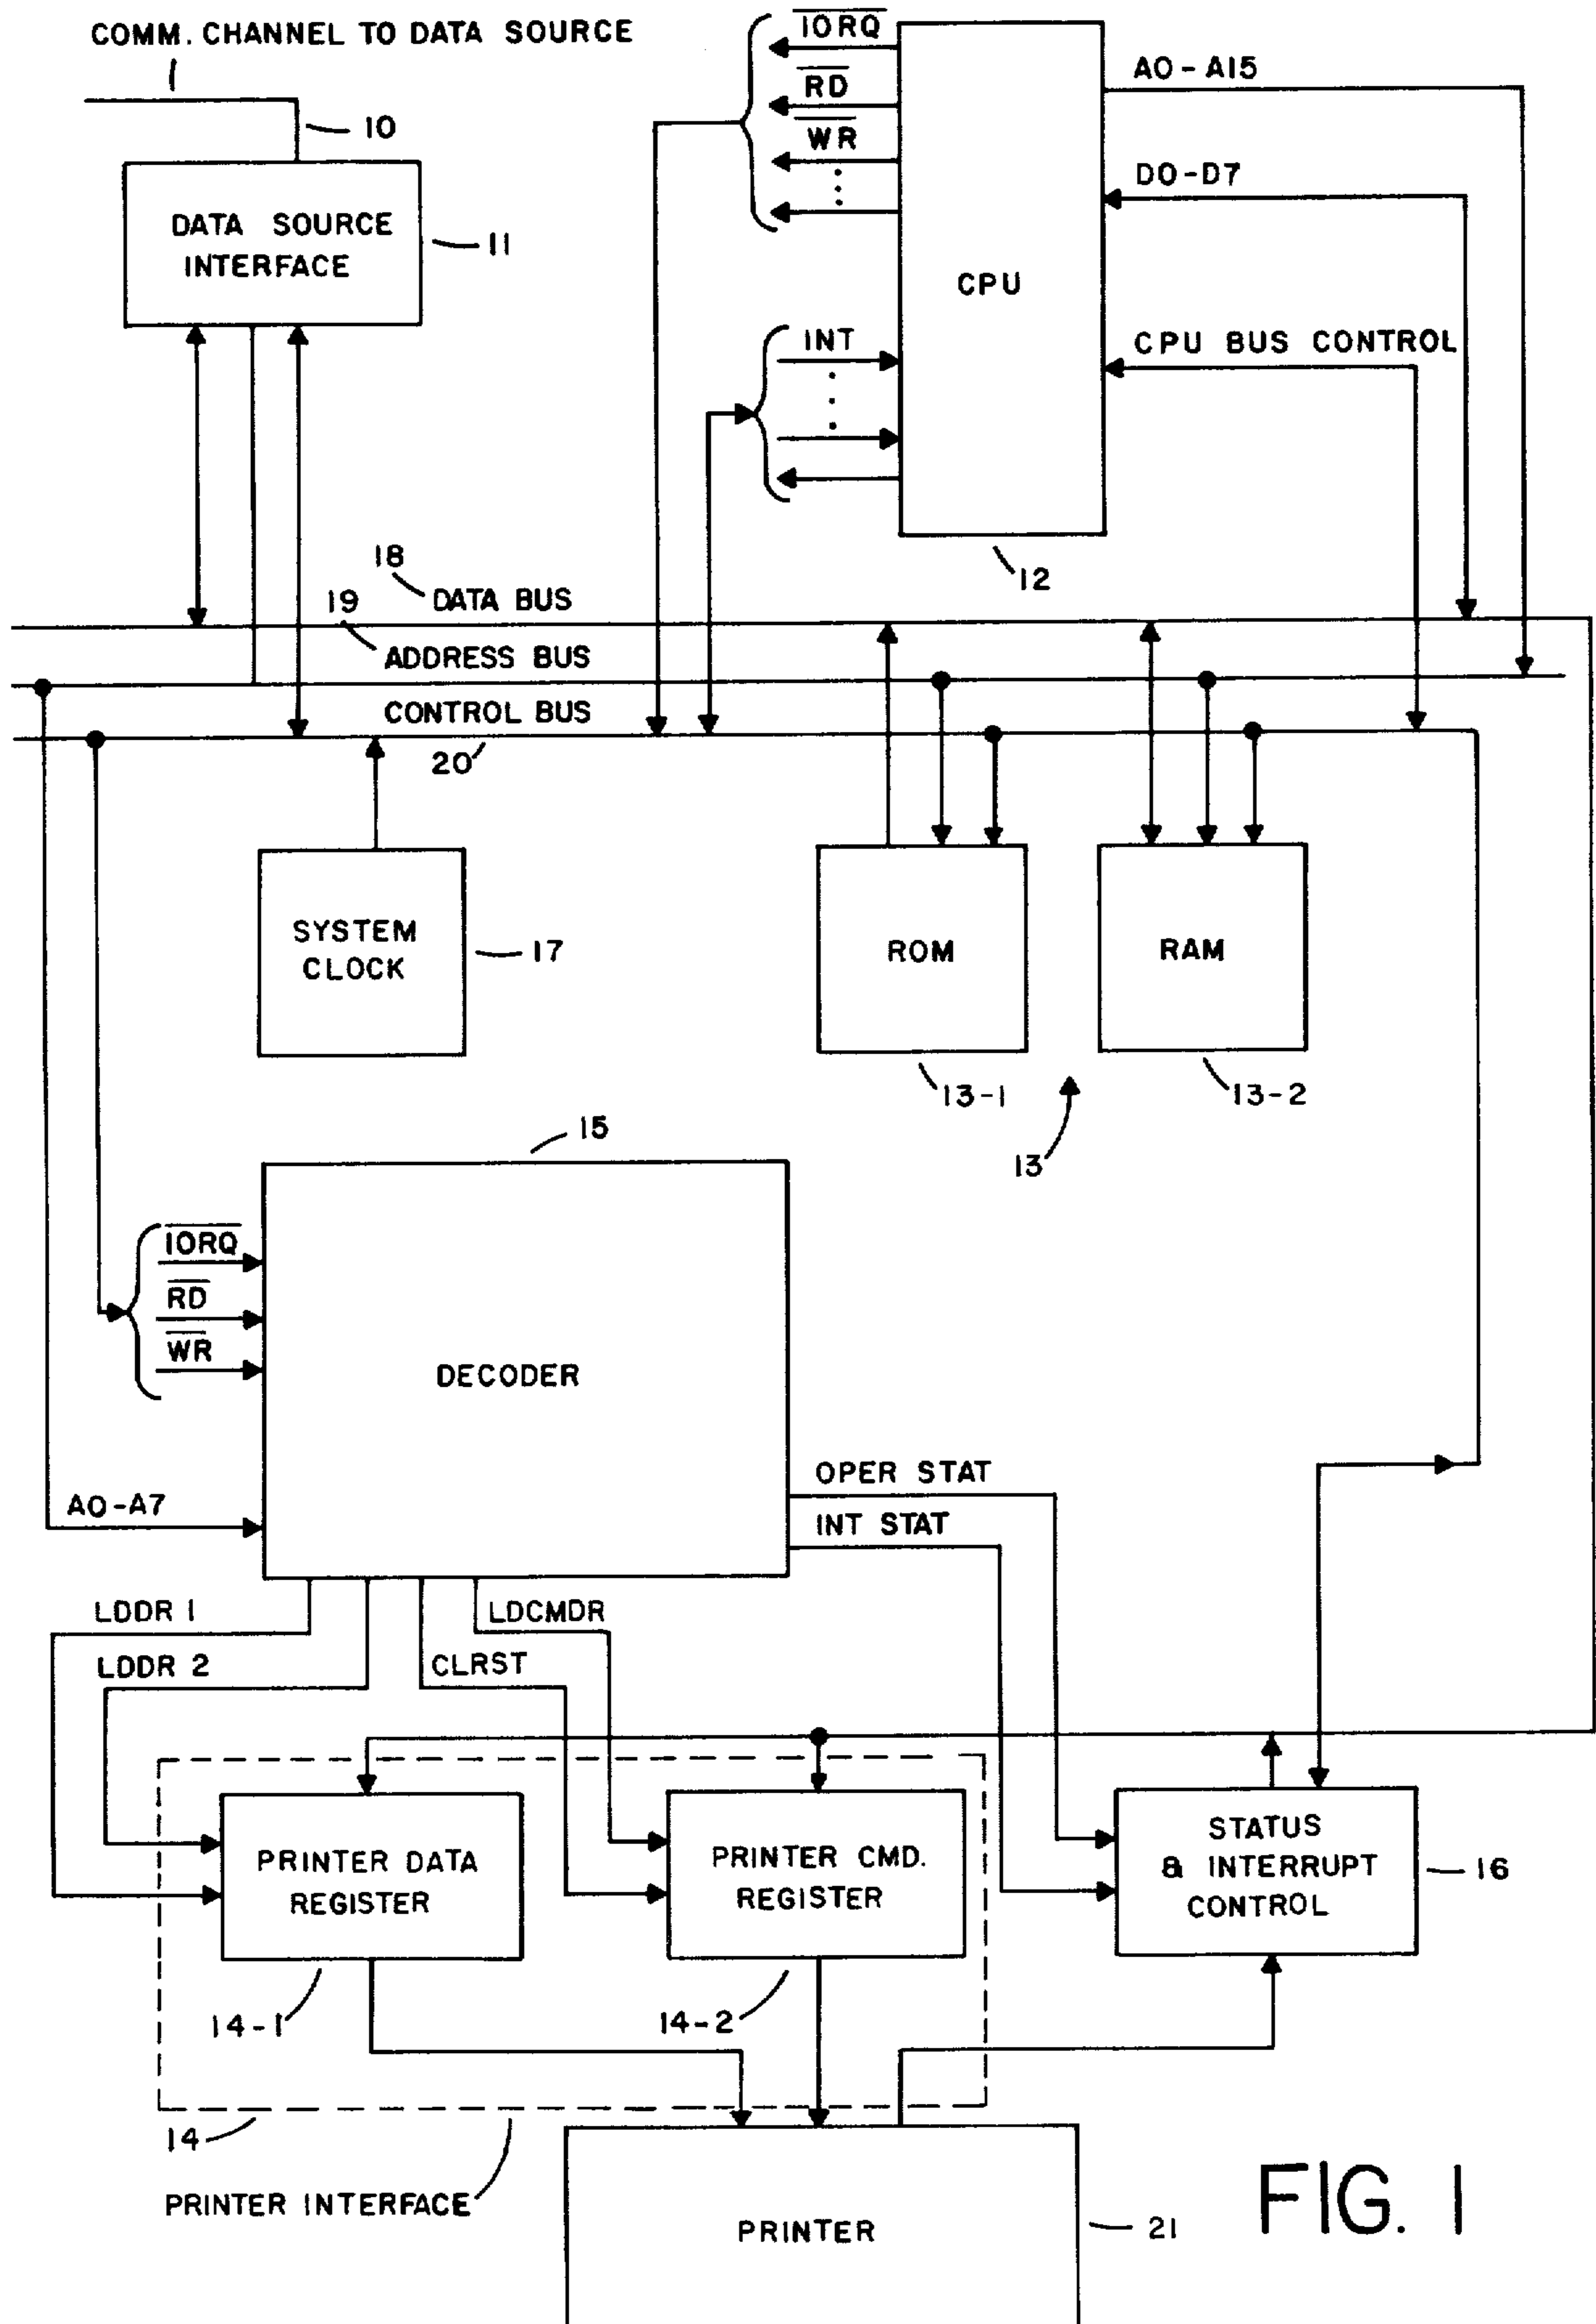 COMM. CHANNEL TO DATA SOURCE
10
DATA SOURCE
INTERFACE
11
IORQ
RD
WR
INT
CPU
12
A0-A15
D0-D7
CPU BUS CONTROL
18
DATA BUS
19
ADDRESS BUS
CONTROL BUS
20
SYSTEM
CLOCK
17
ROM
13-1
RAM
13-2
13
15
IORQ
RD
WR
DECODER
A0-A7
OPER STAT
INT STAT
LDDR 1
LDDR 2
CLRST
LDCMDR
PRINTER DATA
REGISTER
14-1
PRINTER CMD.
REGISTER
14-2
STATUS
& INTERRUPT
CONTROL
16
14
PRINTER INTERFACE
PRINTER
21
FIG. 1